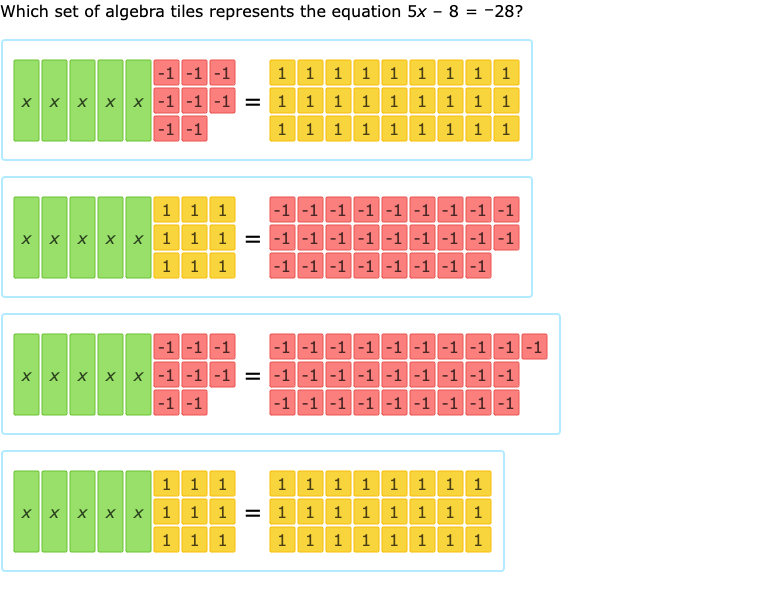 Which set of algebra tiles represents the equation 5x – 8 = –28?
x x x x x -1 -1 -1 1 1 1 1 1 1 1 1 1
-1 -1 -1 = 1 1 1 1 1 1 1 1 1
-1 -1 1 1 1 1 1 1 1 1 1
x x x x x 1 1 1 -1 -1 -1 -1 -1 -1 -1 -1 -1
1 1 1 = -1 -1 -1 -1 -1 -1 -1 -1 -1
1 1 1 -1 -1 -1 -1 -1 -1 -1 -1
x x x x x -1 -1 -1 -1 -1 -1 -1 -1 -1 -1 -1 -1 -1
-1 -1 -1 = -1 -1 -1 -1 -1 -1 -1 -1 -1
-1 -1 -1 -1 -1 -1 -1 -1 -1 -1 -1
x x x x x 1 1 1 1 1 1 1 1 1 1 1
1 1 1 = 1 1 1 1 1 1 1 1
1 1 1 1 1 1 1 1 1 1 1